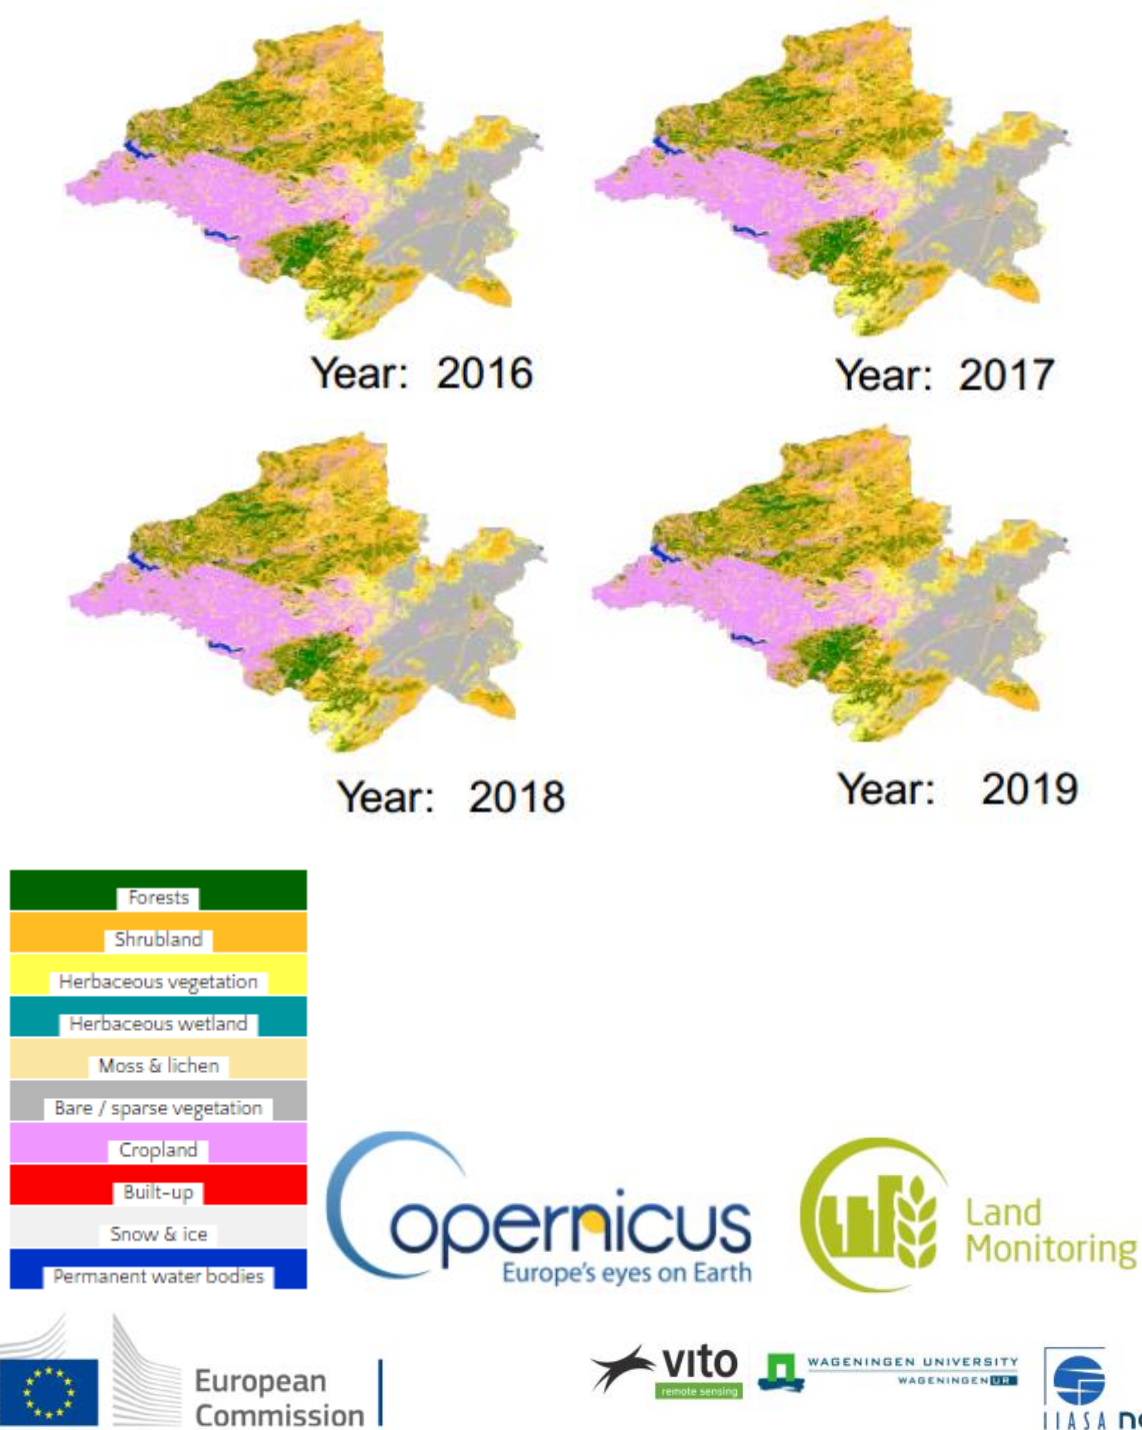 Year: 2016
Year: 2017
Year: 2018
Year: 2019
Forests
Shrubland
Herbaceous vegetation
Herbaceous wetland
Moss & lichen
Bare / sparse vegetation
Cropland
Built-up
Snow & ice
Permanent water bodies
Copernicus
Europe's eyes on Earth
Land
Monitoring
European
Commission
vito
remote sensing
WAGENINGEN UNIVERSITY
WAGENINGEN UR
IIASA